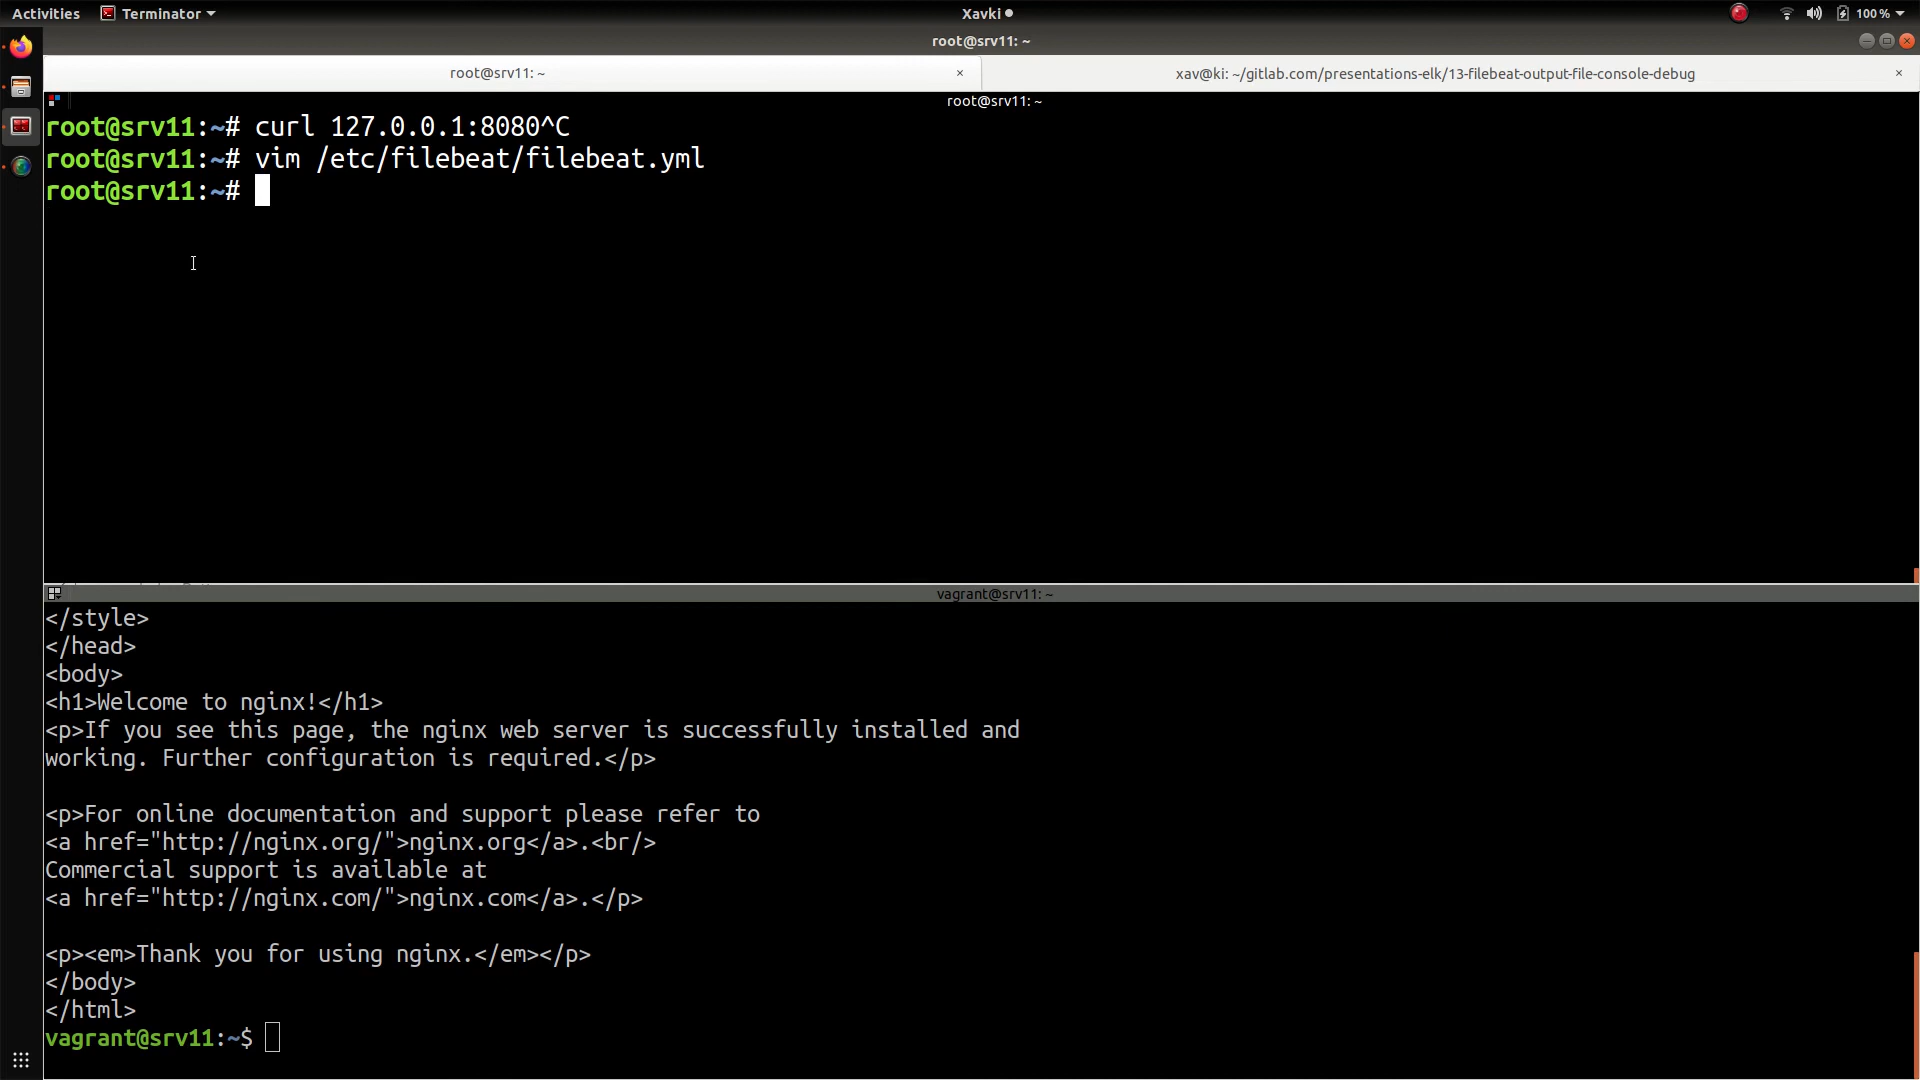 Activities Terminator Xavki 100 %
root@srv11: ~
root@srv11: ~ × xav@ki: ~/gitlab.com/presentations-elk/13-filebeat-output-file-console-debug ×
root@srv11: ~
root@srv11:~# curl 127.0.0.1:8080^C
root@srv11:~# vim /etc/filebeat/filebeat.yml
root@srv11:~#
vagrant@srv11: ~
</style>
</head>
<body>
<h1>Welcome to nginx!</h1>
<p>If you see this page, the nginx web server is successfully installed and
working. Further configuration is required.</p>
<p>For online documentation and support please refer to
<a href="http://nginx.org/">nginx.org</a>.<br/>
Commercial support is available at
<a href="http://nginx.com/">nginx.com</a>.</p>
<p><em>Thank you for using nginx.</em></p>
</body>
</html>
vagrant@srv11:~$